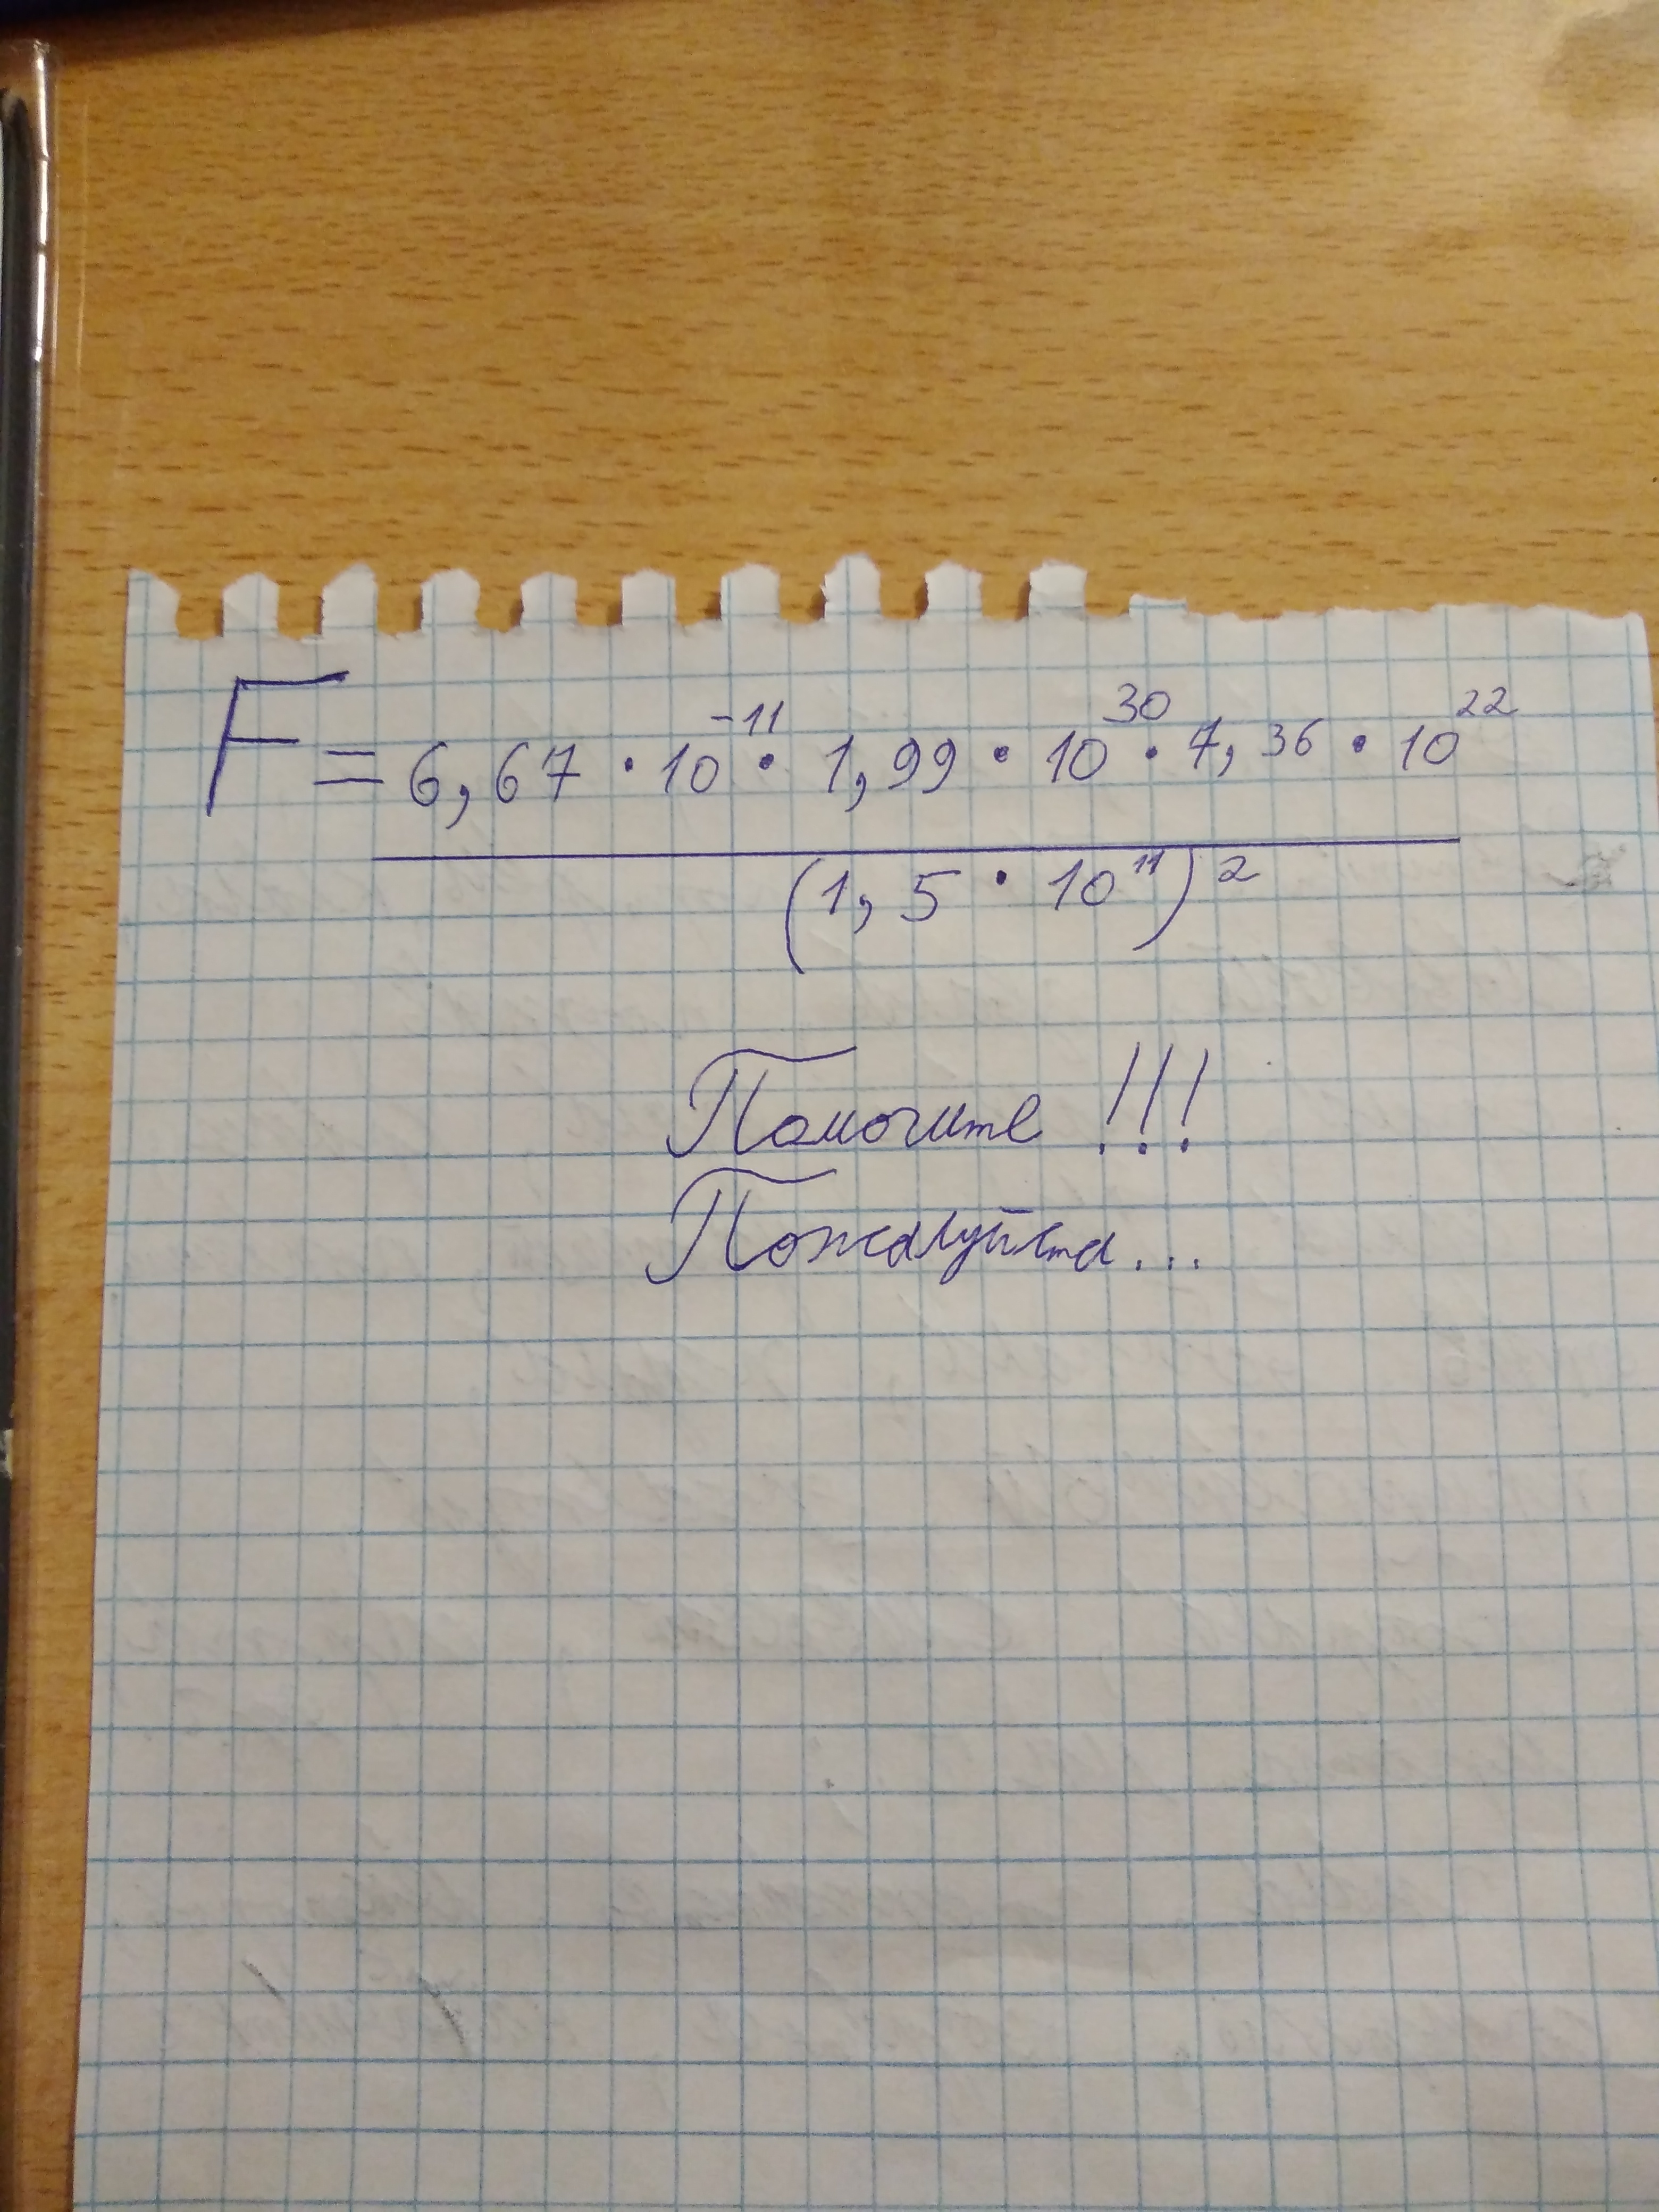 F = 6,67 · 10⁻¹¹ · 1,99 · 10³⁰ · 7,36 · 10²²
(1,5 · 10¹¹)²
Помогите !!!
Пожалуйста...